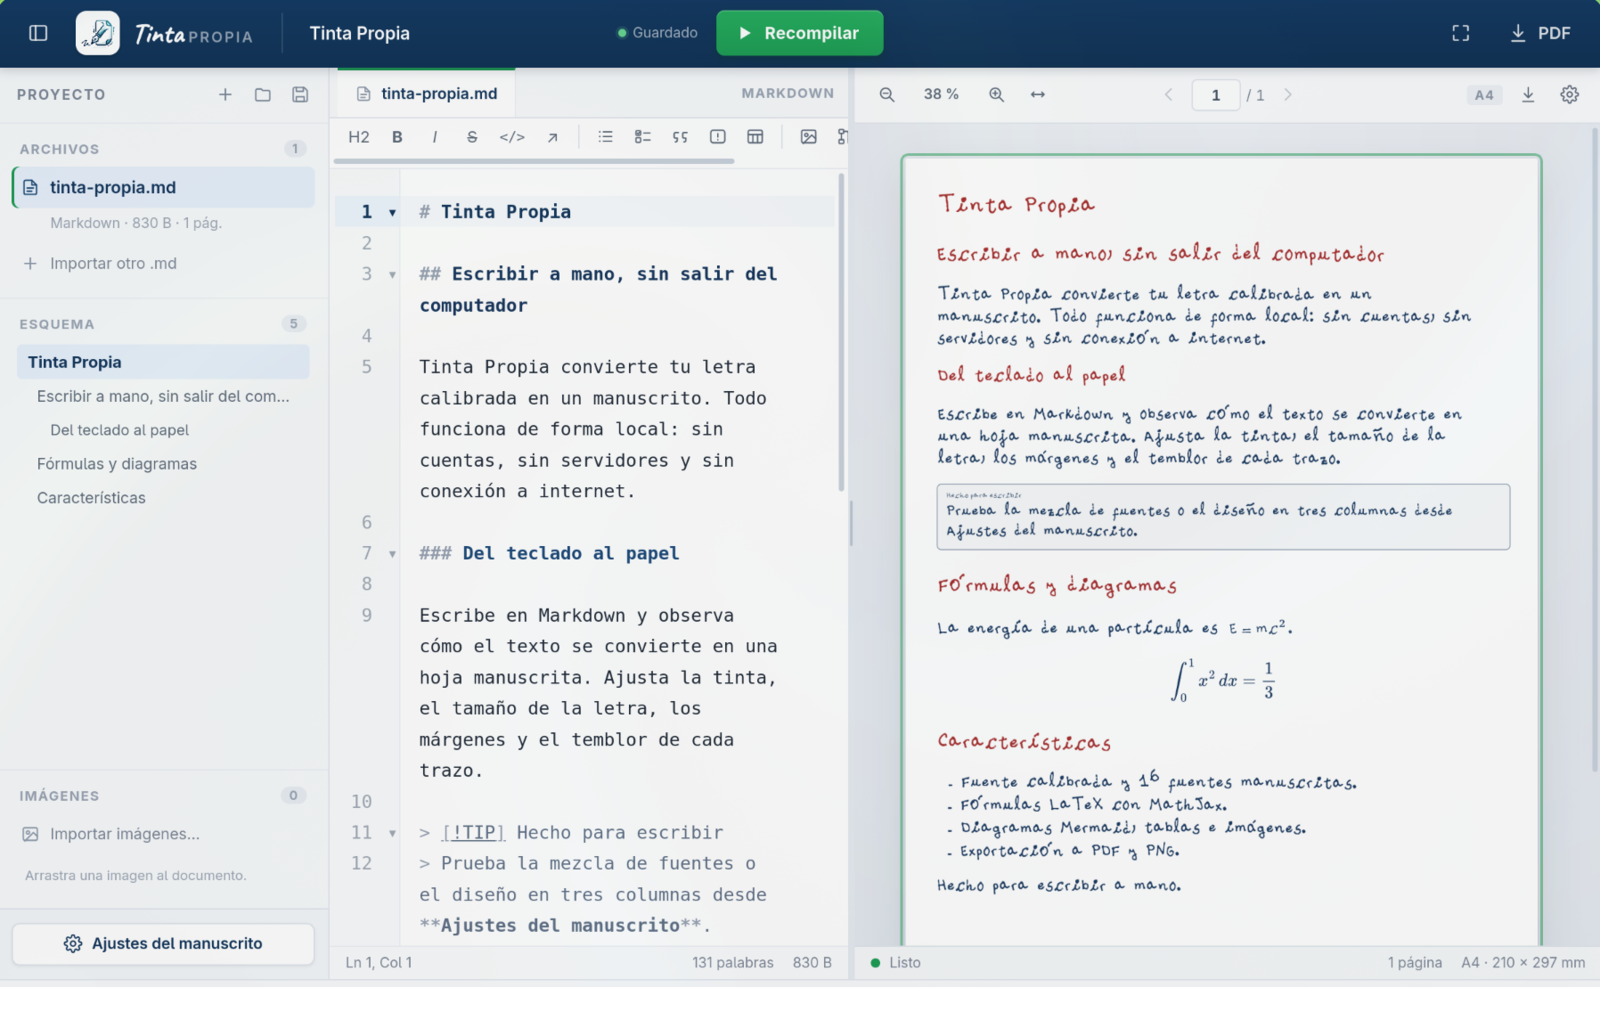 Tinta PROPIA
Tinta Propia
Guardado
Recompilar
PDF
PROYECTO
ARCHIVOS 1
tinta-propia.md
Markdown · 830 B · 1 pág.
Importar otro .md
ESQUEMA 5
Tinta Propia
Escribir a mano, sin salir del com...
Del teclado al papel
Fórmulas y diagramas
Características
IMÁGENES 0
Importar imágenes...
Arrastra una imagen al documento.
Ajustes del manuscrito
tinta-propia.md
MARKDOWN
H2 B I S </>
1 # Tinta Propia
2
3 ## Escribir a mano, sin salir del
computador
4
5 Tinta Propia convierte tu letra
calibrada en un manuscrito. Todo
funciona de forma local: sin
cuentas, sin servidores y sin
conexión a internet.
6
7 ### Del teclado al papel
8
9 Escribe en Markdown y observa
cómo el texto se convierte en una
hoja manuscrita. Ajusta la tinta,
el tamaño de la letra, los
márgenes y el temblor de cada
trazo.
10
11 > [!TIP] Hecho para escribir
12 > Prueba la mezcla de fuentes o
el diseño en tres columnas desde
**Ajustes del manuscrito**.
Ln 1, Col 1
131 palabras 830 B
38 %
1 / 1
A4
Tinta Propia
Escribir a mano, sin salir del computador
Tinta Propia convierte tu letra calibrada en un
manuscrito. Todo funciona de forma local: sin cuentas, sin
servidores y sin conexión a internet.
Del teclado al papel
Escribe en Markdown y observa cómo el texto se convierte en
una hoja manuscrita. Ajusta la tinta, el tamaño de la
letra, los márgenes y el temblor de cada trazo.
Hecho para escribir
Prueba la mezcla de fuentes o el diseño en tres columnas desde
Ajustes del manuscrito.
Fórmulas y diagramas
La energía de una partícula es E = mc².
∫₀¹ x² dx = 1/3
Características
- Fuente calibrada y 16 fuentes manuscritas.
- Fórmulas LaTeX con MathJax.
- Diagramas Mermaid, tablas e imágenes.
- Exportación a PDF y PNG.
Hecho para escribir a mano.
Listo
1 página A4 · 210 × 297 mm